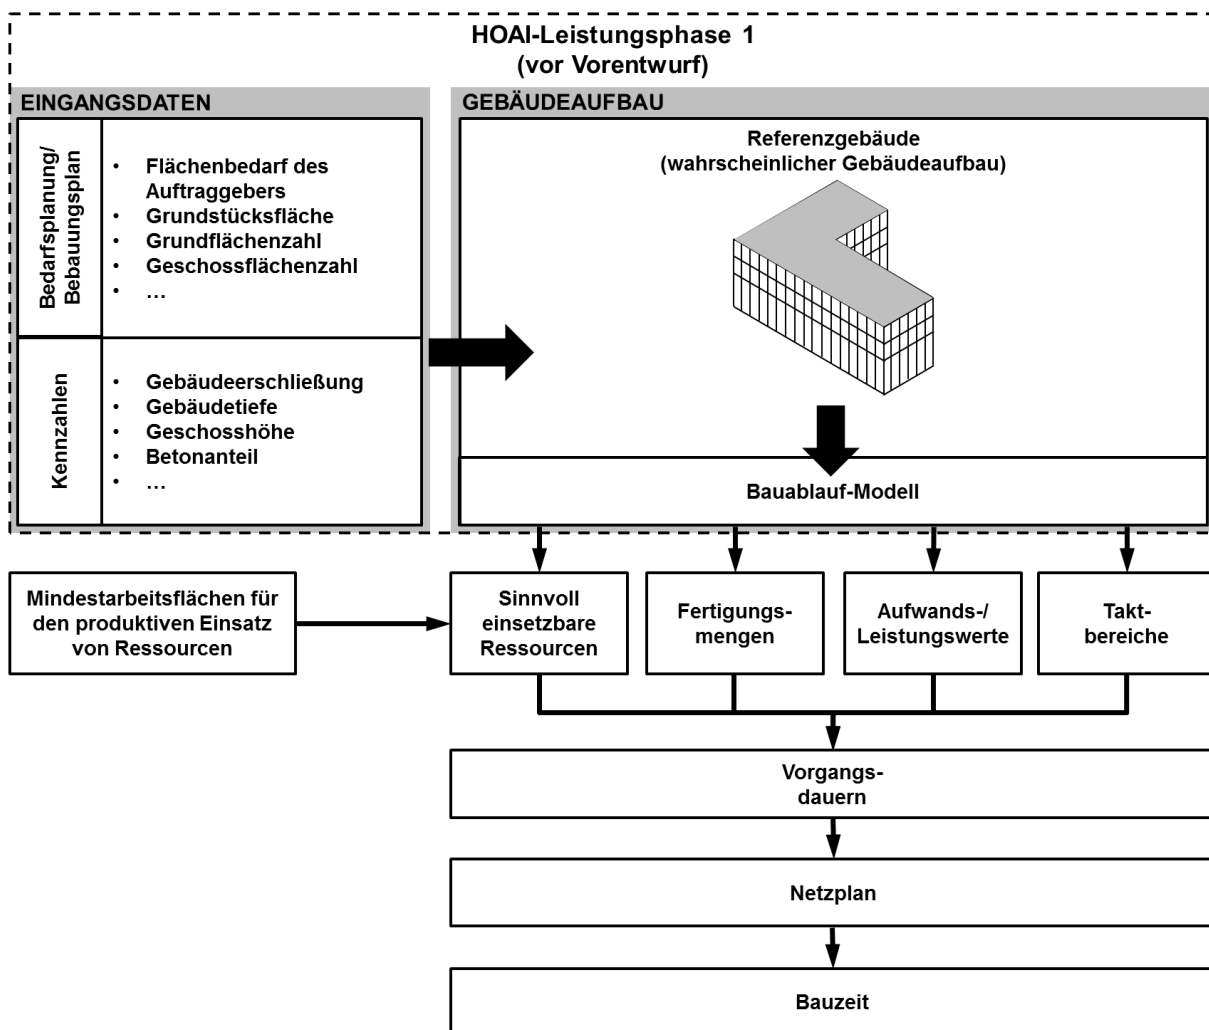 HOAI-Leistungsphase 1
(vor Vorentwurf)
EINGANGSDATEN
Bedarfsplanung/
Bebauungsplan
• Flächenbedarf des
Auftraggebers
• Grundstücksfläche
• Grundflächenzahl
• Geschossflächenzahl
• …
Kennzahlen
• Gebäudeerschließung
• Gebäudetiefe
• Geschosshöhe
• Betonanteil
• …
GEBÄUDEAUFBAU
Referenzgebäude
(wahrscheinlicher Gebäudeaufbau)
Bauablauf-Modell
Mindestarbeitsflächen für
den produktiven Einsatz
von Ressourcen
Sinnvoll
einsetzbare
Ressourcen
Fertigungs-
mengen
Aufwands-/
Leistungswerte
Takt-
bereiche
Vorgangs-
dauern
Netzplan
Bauzeit